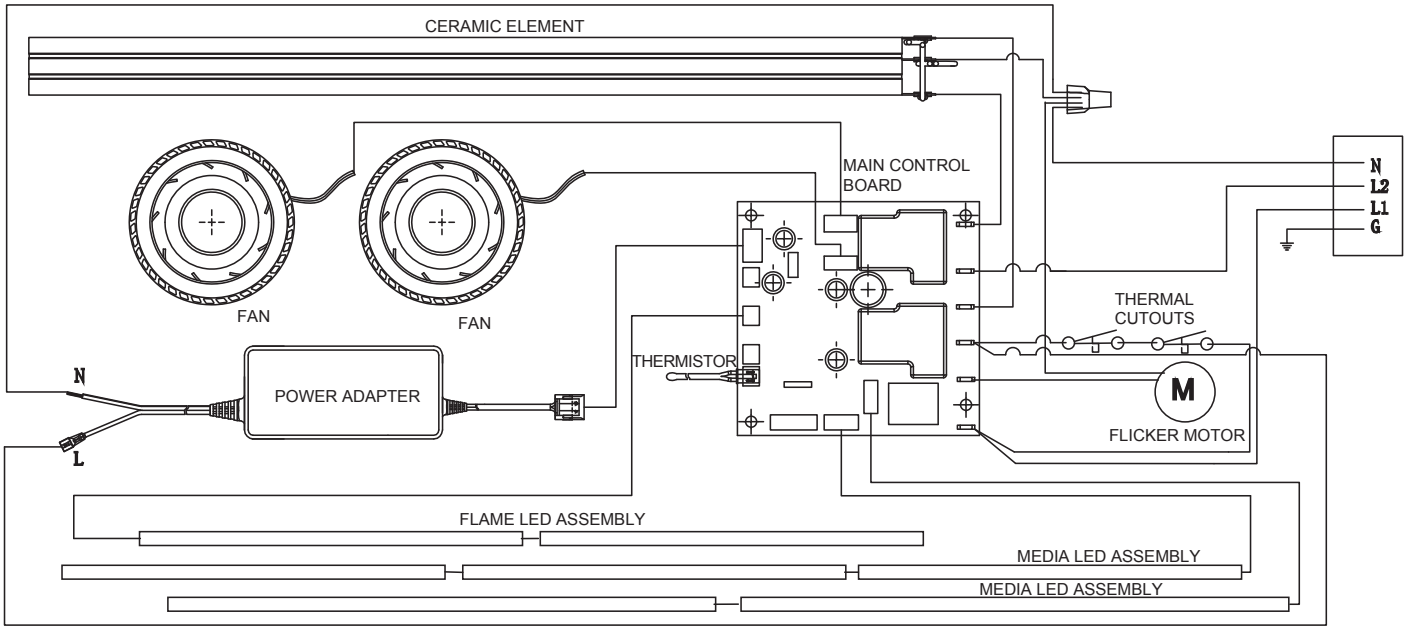 CERAMIC ELEMENT
MAIN CONTROL
BOARD
N
L2
L1
G
FAN
FAN
THERMAL
CUTOUTS
THERMISTOR
N
POWER ADAPTER
L
M
FLICKER MOTOR
FLAME LED ASSEMBLY
MEDIA LED ASSEMBLY
MEDIA LED ASSEMBLY